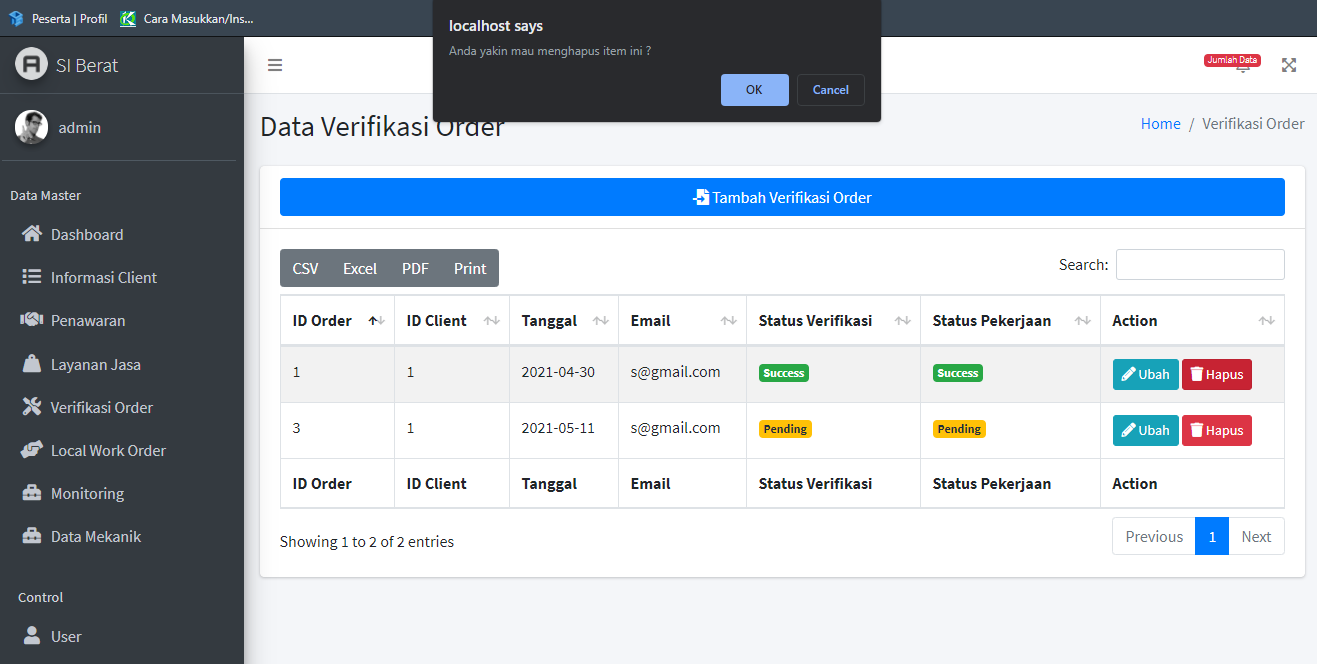 Peserta | Profil Cara Masukkan/Ins...
localhost says
Anda yakin mau menghapus item ini ?
OK Cancel
SI Berat
Jumlah Data
admin
Data Verifikasi Order
Home / Verifikasi Order
Data Master
Dashboard
Informasi Client
Penawaran
Layanan Jasa
Verifikasi Order
Local Work Order
Monitoring
Data Mekanik
Control
User
Tambah Verifikasi Order
CSV Excel PDF Print
Search:
ID Order ID Client Tanggal Email Status Verifikasi Status Pekerjaan Action
1 1 2021-04-30 s@gmail.com Success Success Ubah Hapus
3 1 2021-05-11 s@gmail.com Pending Pending Ubah Hapus
ID Order ID Client Tanggal Email Status Verifikasi Status Pekerjaan Action
Showing 1 to 2 of 2 entries
Previous 1 Next